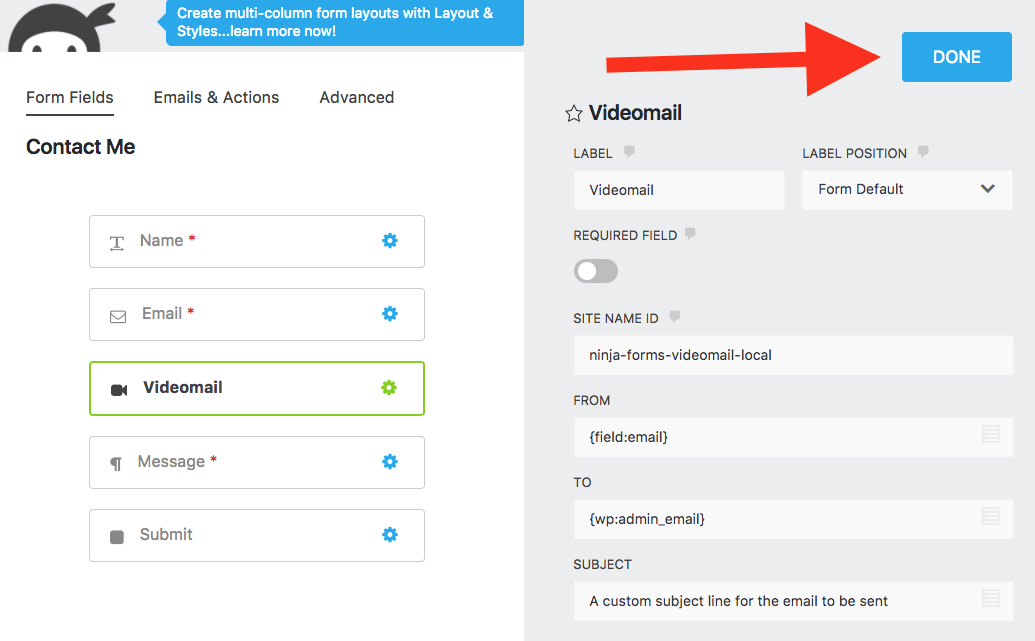 Create multi-column form layouts with Layout &
Styles...learn more now!
Form Fields
Emails & Actions
Advanced
Contact Me
Name *
Email *
Videomail
Message *
Submit
DONE
Videomail
LABEL
LABEL POSITION
Videomail
Form Default
REQUIRED FIELD
SITE NAME ID
ninja-forms-videomail-local
FROM
{field:email}
TO
{wp:admin_email}
SUBJECT
A custom subject line for the email to be sent